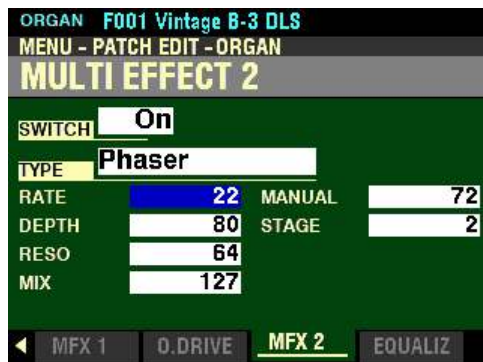 ORGAN F001 Vintage B-3 DLS
MENU - PATCH EDIT - ORGAN
MULTI EFFECT 2
SWITCH On
TYPE Phaser
RATE 22 MANUAL 72
DEPTH 80 STAGE 2
RESO 64
MIX 127
MFX 1 O.DRIVE MFX 2 EQUALIZ